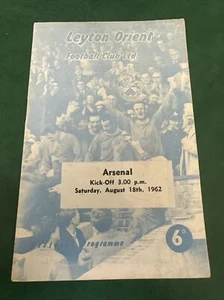 Leyton Orient
Football Club Ltd.
Arsenal
Kick-Off 3.00 p.m.
Saturday, August 18th, 1962
programme
6D